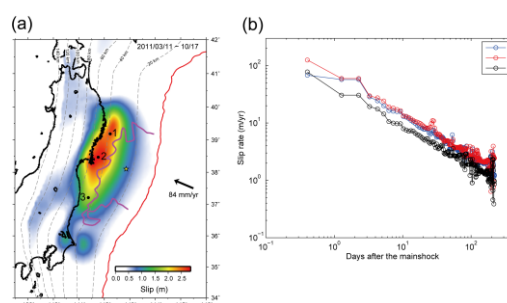 (a)
2011/03/11 - 10/17
42˚
41˚
40˚
39˚
38˚
37˚
36˚
35˚
34˚
1
2
3
84 mm/yr
0.0 0.5 1.0 1.5 2.0 2.5
Slip (m)
(b)
Slip rate (m/yr)
10²
10¹
10⁰
10⁻¹
10⁰
10¹
10²
Days after the mainshock